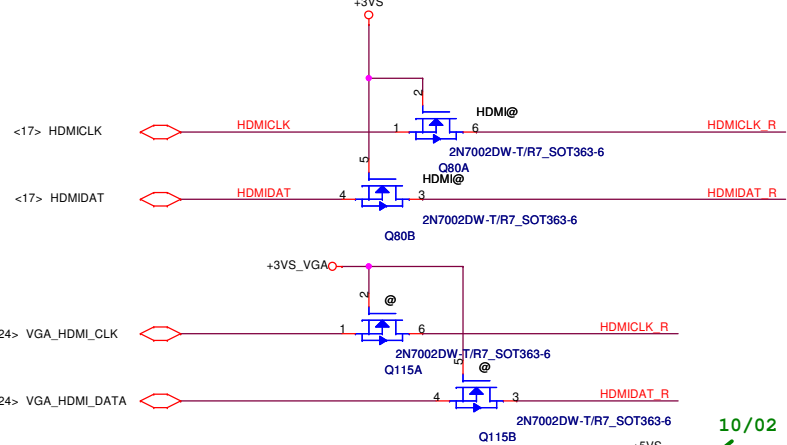 +3VS
2
HDMI@
<17> HDMICLK
HDMICLK
1
6
HDMICLK_R
2N7002DW-T/R7_SOT363-6
Q80A
5
HDMI@
<17> HDMIDAT
HDMIDAT
4
3
HDMIDAT_R
2N7002DW-T/R7_SOT363-6
Q80B
+3VS_VGA
2
@
24> VGA_HDMI_CLK
1
6
HDMICLK_R
2N7002DW-T/R7_SOT363-6
Q115A
5
@
24> VGA_HDMI_DATA
4
3
HDMIDAT_R
2N7002DW-T/R7_SOT363-6
Q115B
10/02
+5VS